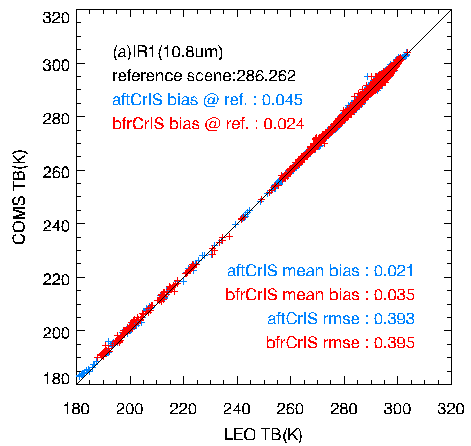 320
300
280
260
240
220
200
180
COMS TB(K)
(a)IR1(10.8um)
reference scene:286.262
aftCrIS bias @ ref. : 0.045
bfrCrIS bias @ ref. : 0.024
aftCrIS mean bias : 0.021
bfrCrIS mean bias : 0.035
aftCrIS rmse : 0.393
bfrCrIS rmse : 0.395
180 200 220 240 260 280 300 320
LEO TB(K)